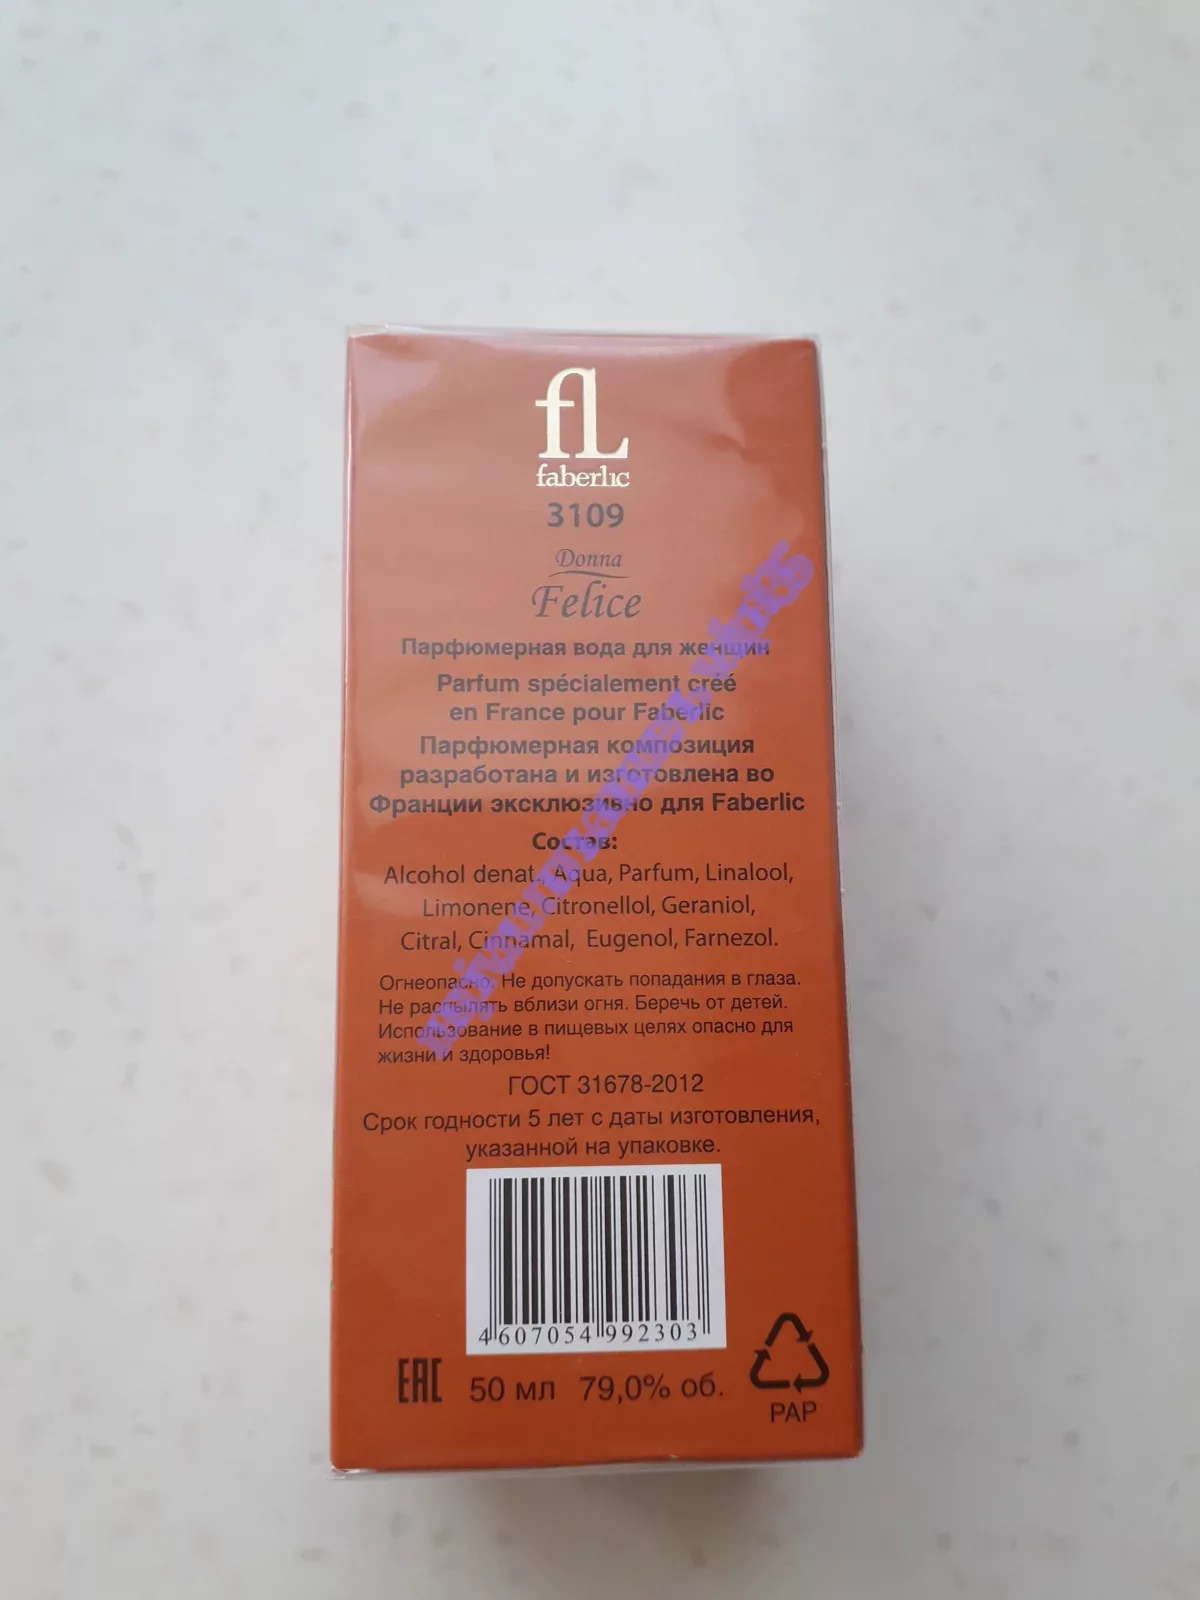 fL
faberlic
3109
Donna
Felice
Парфюмерная вода для женщин
Parfum spécialement créé
en France pour Faberlic
Парфюмерная композиция
разработана и изготовлена во
Франции эксклюзивно для Faberlic
Состав:
Alcohol denat., Aqua, Parfum, Linalool,
Limonene, Citronellol, Geraniol,
Citral, Cinnamal, Eugenol, Farnezol.
Огнеопасно. Не допускать попадания в глаза.
Не распылять вблизи огня. Беречь от детей.
Использование в пищевых целях опасно для
жизни и здоровья!
ГОСТ 31678-2012
Срок годности 5 лет с даты изготовления,
указанной на упаковке.
4 607054 992303
EAC 50 мл 79,0% об.
PAP